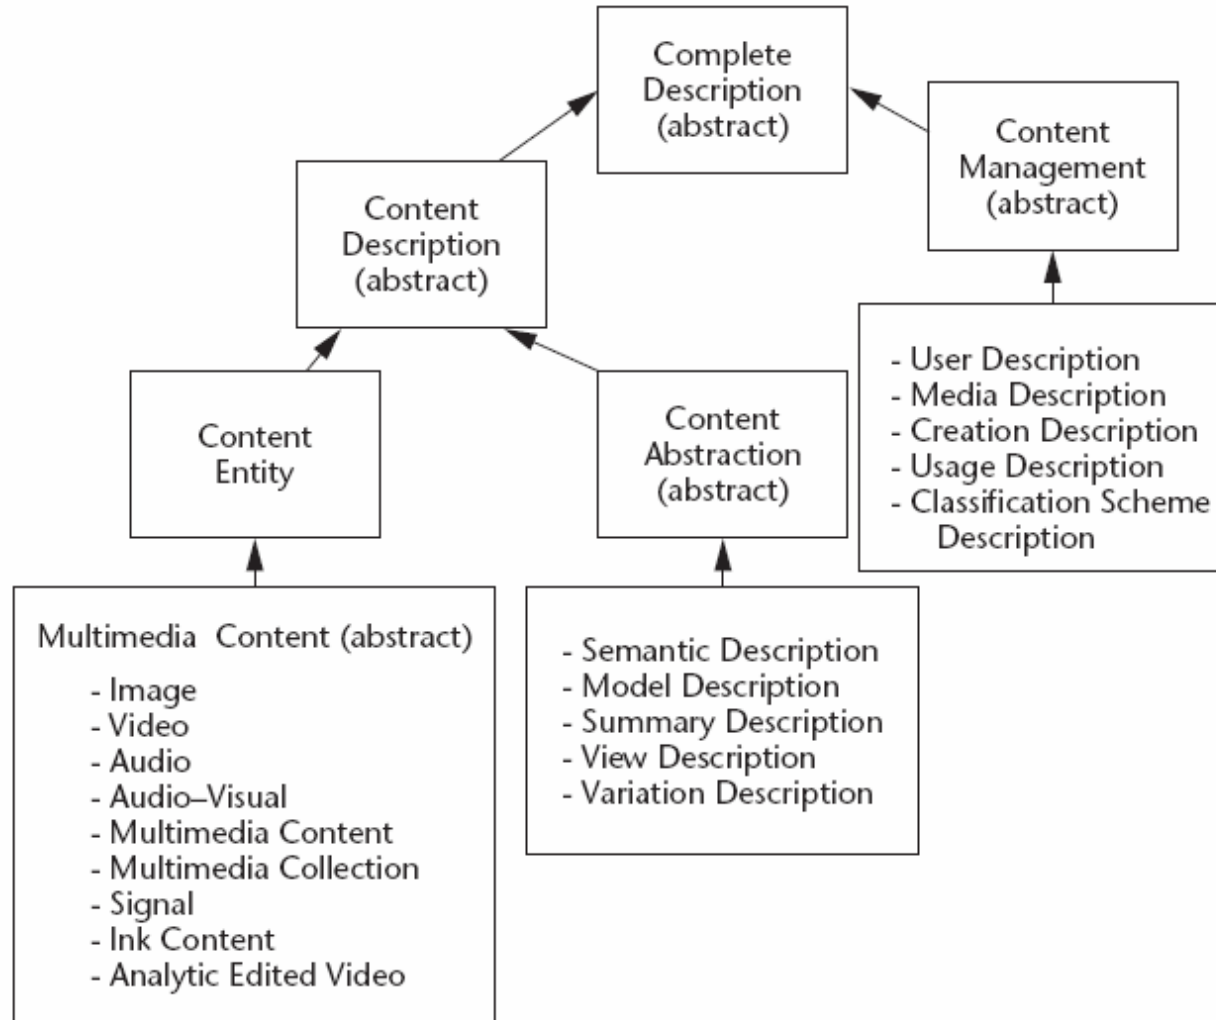 Complete
Description
(abstract)
Content
Management
(abstract)
Content
Description
(abstract)
- User Description
- Media Description
- Creation Description
- Usage Description
- Classification Scheme
Description
Content
Entity
Content
Abstraction
(abstract)
Multimedia Content (abstract)
- Image
- Video
- Audio
- Audio–Visual
- Multimedia Content
- Multimedia Collection
- Signal
- Ink Content
- Analytic Edited Video
- Semantic Description
- Model Description
- Summary Description
- View Description
- Variation Description